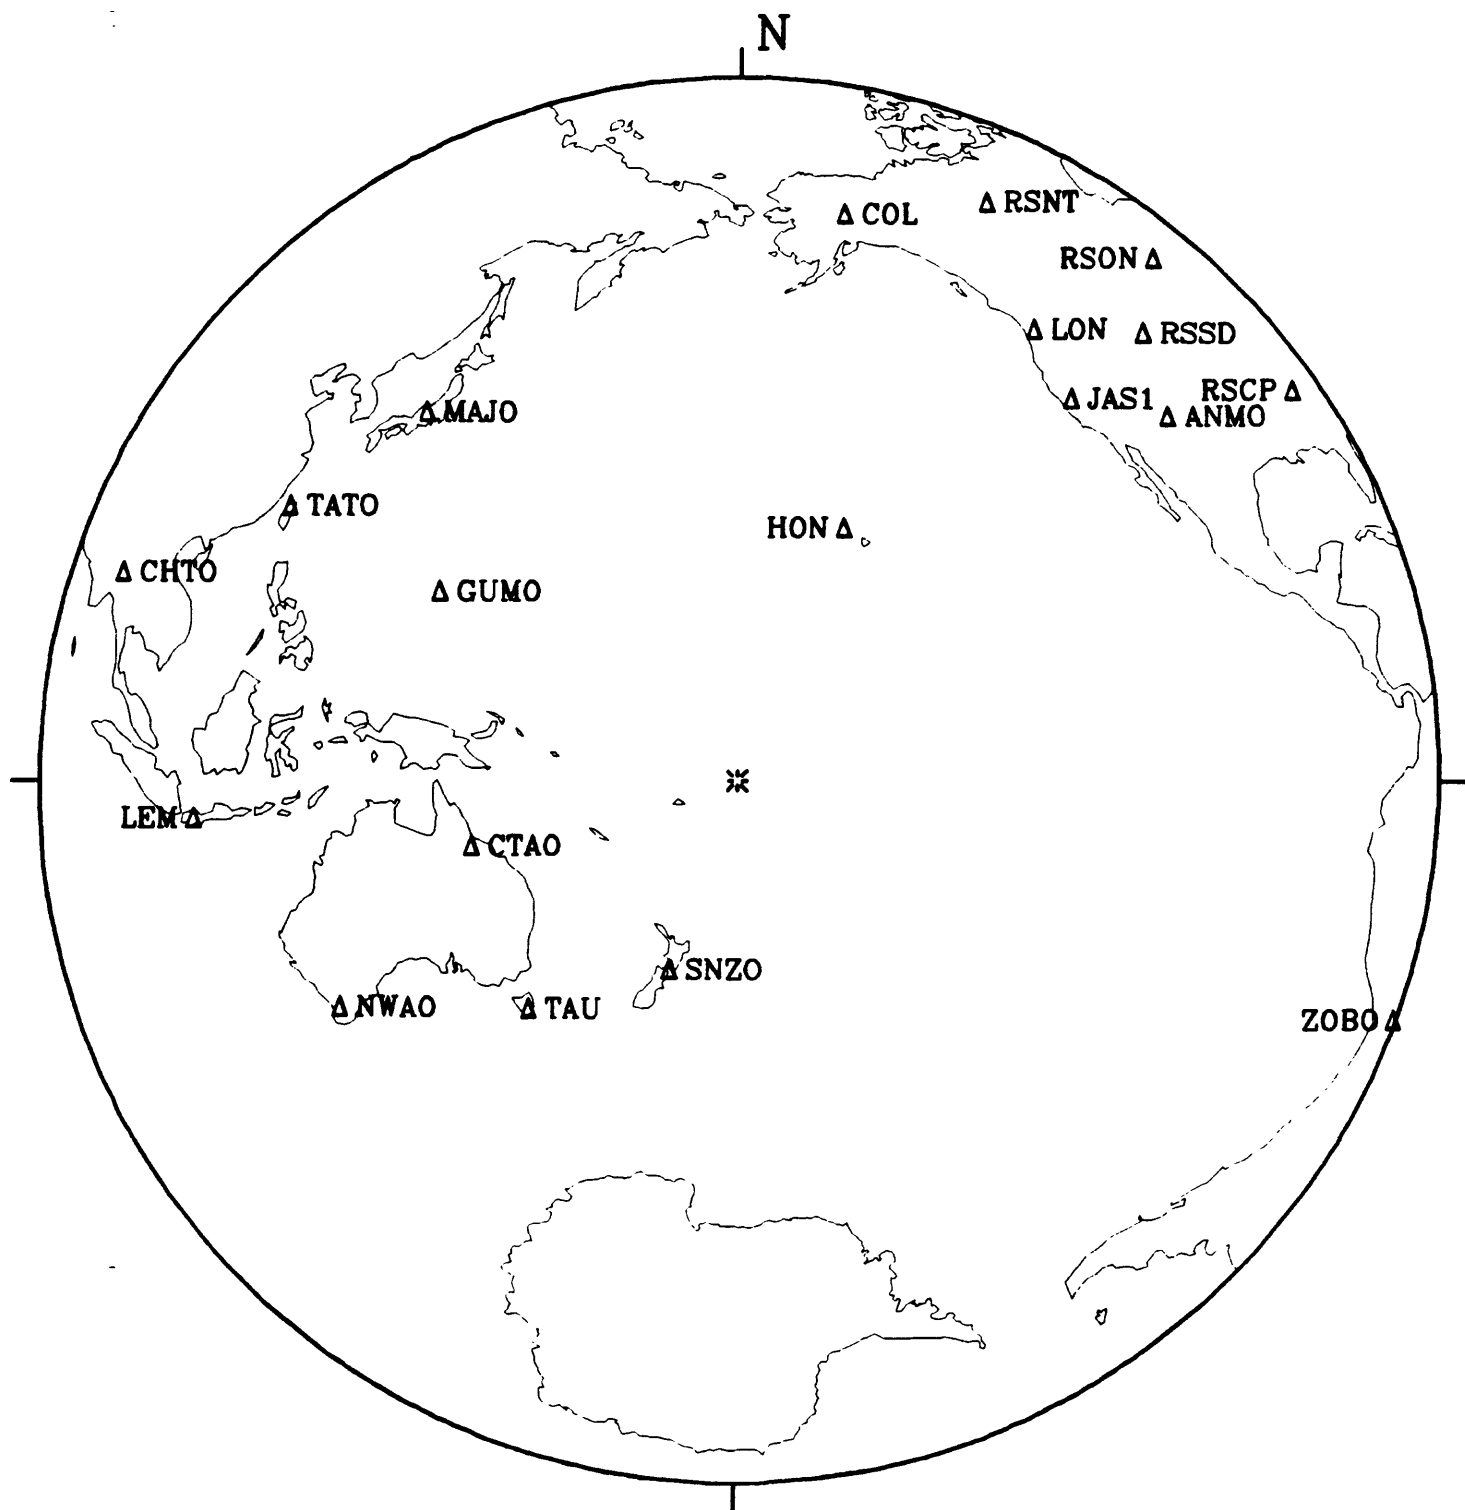 N
COL
RSNT
RSON
LON
RSSD
RSCP
JAS1
ANMO
MAJO
TATO
HON
CHTO
GUMO
LEM
CTAO
SNZO
NWAO
TAU
ZOBO